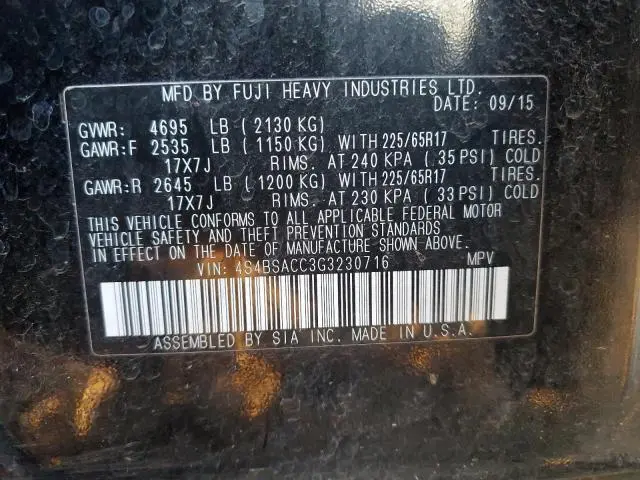 MFD BY FUJI HEAVY INDUSTRIES LTD.
DATE: 09/15
GVWR: 4695 LB ( 2130 KG)
GAWR:F 2535 LB ( 1150 KG) WITH 225/65R17 TIRES.
17X7J RIMS. AT 240 KPA ( 35 PSI) COLD
GAWR:R 2645 LB ( 1200 KG) WITH 225/65R17 TIRES.
17X7J RIMS. AT 230 KPA ( 33 PSI) COLD
THIS VEHICLE CONFORMS TO ALL APPLICABLE FEDERAL MOTOR
VEHICLE SAFETY AND THEFT PREVENTION STANDARDS
IN EFFECT ON THE DATE OF MANUFACTURE SHOWN ABOVE.
VIN: 4S4BSACC3G3230716 MPV
ASSEMBLED BY SIA INC. MADE IN U.S.A.